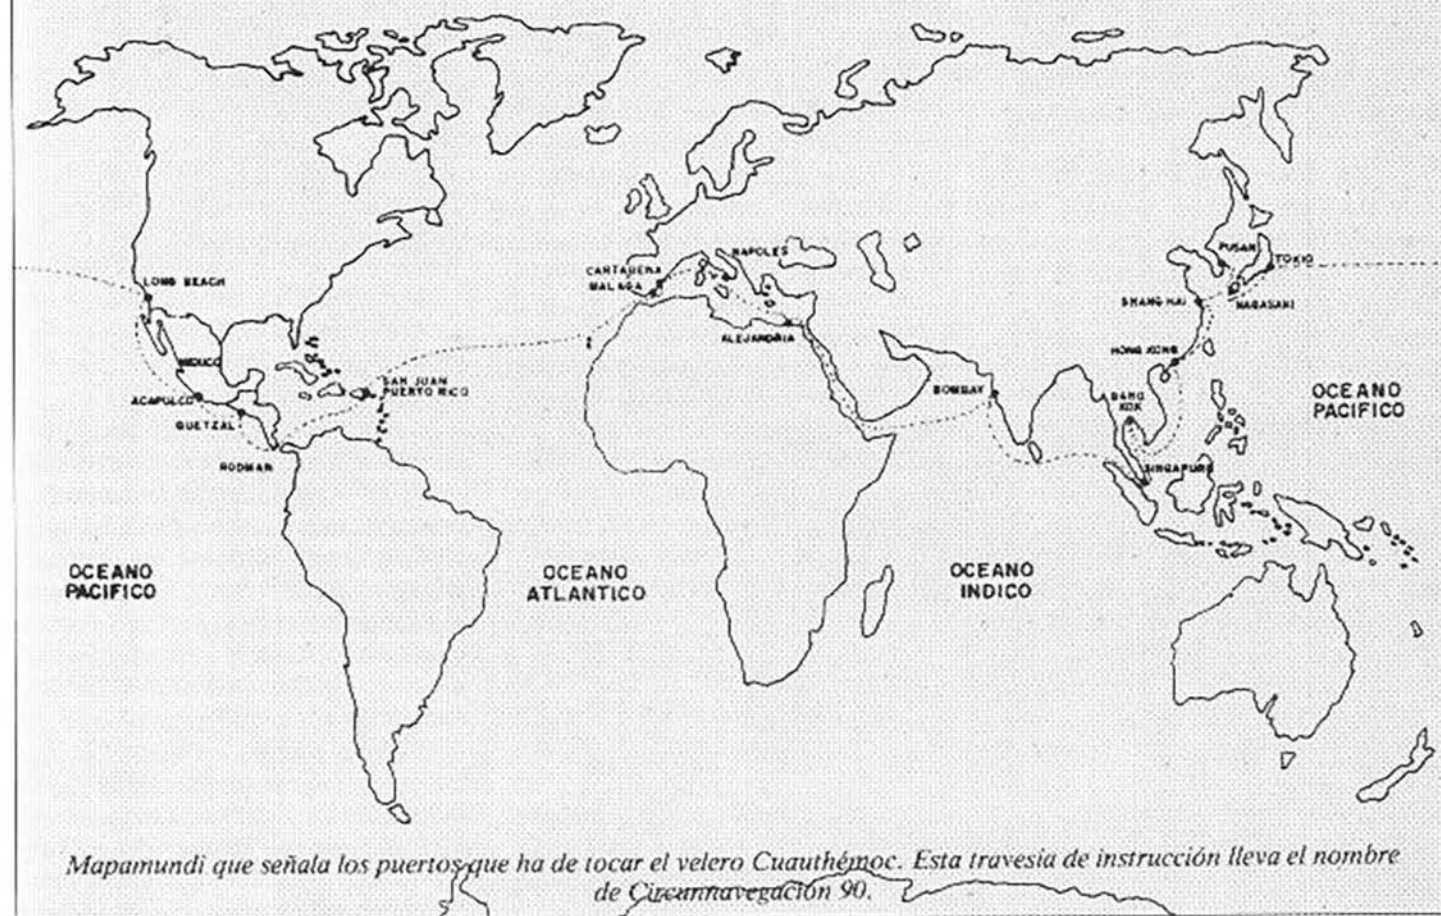 NAPOLES
CARTAGENA
MALAGA
PUSAN
TOKIO
LONG BEACH
SHANG HAI
NAGASAKI
ALEJANDRIA
HONG KONG
MEXICO
SAN JUAN
PUERTO RICO
ACAPULCO
BOMBAY
BANG
KOK
OCEANO
PACIFICO
QUETZAL
RODMAN
SINGAPURO
OCEANO
PACIFICO
OCEANO
ATLANTICO
OCEANO
INDICO
Mapamundi que señala los puertos que ha de tocar el velero Cuauthémoc. Esta travesía de instrucción lleva el nombre
de Circunnavegación 90.